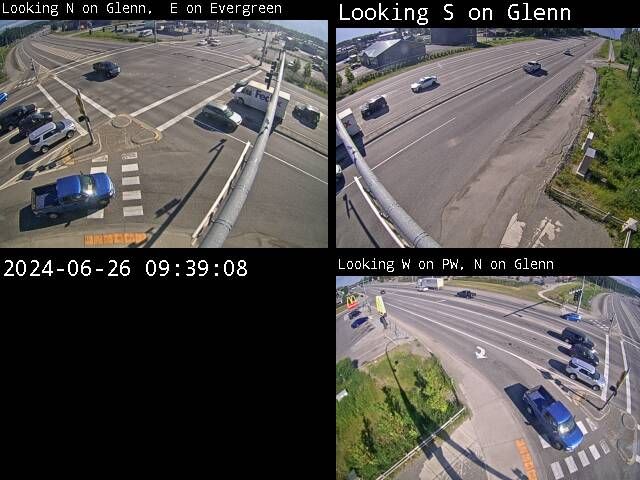 Looking N on Glenn,  E on Evergreen
Looking S on Glenn
2024-06-26 09:39:08
Looking W on PW, N on Glenn